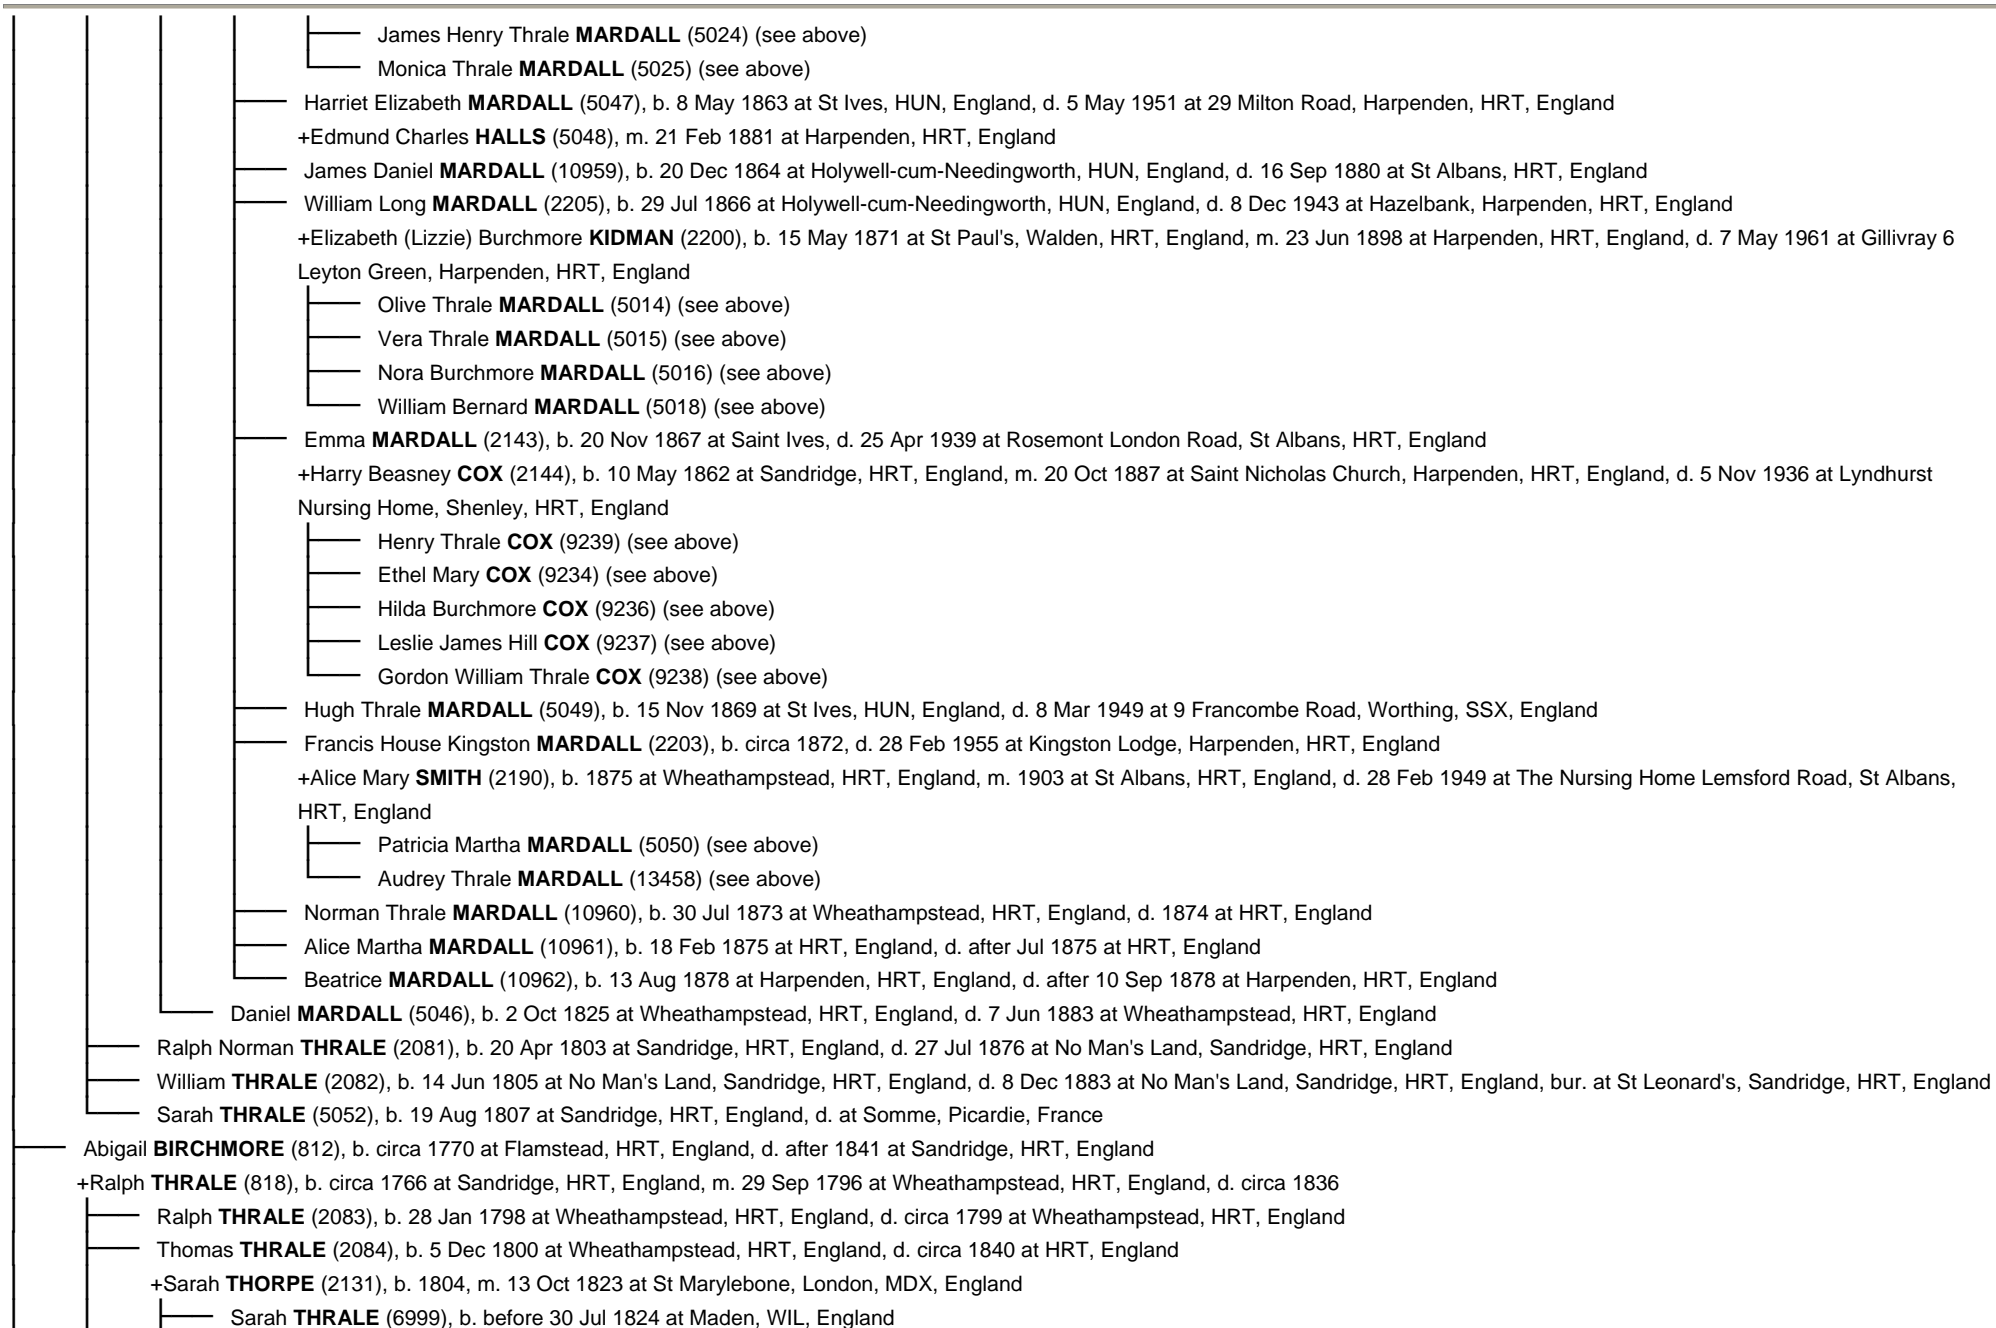 James Henry Thrale MARDALL (5024) (see above)
Monica Thrale MARDALL (5025) (see above)
Harriet Elizabeth MARDALL (5047), b. 8 May 1863 at St Ives, HUN, England, d. 5 May 1951 at 29 Milton Road, Harpenden, HRT, England
+Edmund Charles HALLS (5048), m. 21 Feb 1881 at Harpenden, HRT, England
James Daniel MARDALL (10959), b. 20 Dec 1864 at Holywell-cum-Needingworth, HUN, England, d. 16 Sep 1880 at St Albans, HRT, England
William Long MARDALL (2205), b. 29 Jul 1866 at Holywell-cum-Needingworth, HUN, England, d. 8 Dec 1943 at Hazelbank, Harpenden, HRT, England
+Elizabeth (Lizzie) Burchmore KIDMAN (2200), b. 15 May 1871 at St Paul's, Walden, HRT, England, m. 23 Jun 1898 at Harpenden, HRT, England, d. 7 May 1961 at Gillivray 6
Leyton Green, Harpenden, HRT, England
Olive Thrale MARDALL (5014) (see above)
Vera Thrale MARDALL (5015) (see above)
Nora Burchmore MARDALL (5016) (see above)
William Bernard MARDALL (5018) (see above)
Emma MARDALL (2143), b. 20 Nov 1867 at Saint Ives, d. 25 Apr 1939 at Rosemont London Road, St Albans, HRT, England
+Harry Beasney COX (2144), b. 10 May 1862 at Sandridge, HRT, England, m. 20 Oct 1887 at Saint Nicholas Church, Harpenden, HRT, England, d. 5 Nov 1936 at Lyndhurst
Nursing Home, Shenley, HRT, England
Henry Thrale COX (9239) (see above)
Ethel Mary COX (9234) (see above)
Hilda Burchmore COX (9236) (see above)
Leslie James Hill COX (9237) (see above)
Gordon William Thrale COX (9238) (see above)
Hugh Thrale MARDALL (5049), b. 15 Nov 1869 at St Ives, HUN, England, d. 8 Mar 1949 at 9 Francombe Road, Worthing, SSX, England
Francis House Kingston MARDALL (2203), b. circa 1872, d. 28 Feb 1955 at Kingston Lodge, Harpenden, HRT, England
+Alice Mary SMITH (2190), b. 1875 at Wheathampstead, HRT, England, m. 1903 at St Albans, HRT, England, d. 28 Feb 1949 at The Nursing Home Lemsford Road, St Albans,
HRT, England
Patricia Martha MARDALL (5050) (see above)
Audrey Thrale MARDALL (13458) (see above)
Norman Thrale MARDALL (10960), b. 30 Jul 1873 at Wheathampstead, HRT, England, d. 1874 at HRT, England
Alice Martha MARDALL (10961), b. 18 Feb 1875 at HRT, England, d. after Jul 1875 at HRT, England
Beatrice MARDALL (10962), b. 13 Aug 1878 at Harpenden, HRT, England, d. after 10 Sep 1878 at Harpenden, HRT, England
Daniel MARDALL (5046), b. 2 Oct 1825 at Wheathampstead, HRT, England, d. 7 Jun 1883 at Wheathampstead, HRT, England
Ralph Norman THRALE (2081), b. 20 Apr 1803 at Sandridge, HRT, England, d. 27 Jul 1876 at No Man's Land, Sandridge, HRT, England
William THRALE (2082), b. 14 Jun 1805 at No Man's Land, Sandridge, HRT, England, d. 8 Dec 1883 at No Man's Land, Sandridge, HRT, England, bur. at St Leonard's, Sandridge, HRT, England
Sarah THRALE (5052), b. 19 Aug 1807 at Sandridge, HRT, England, d. at Somme, Picardie, France
Abigail BIRCHMORE (812), b. circa 1770 at Flamstead, HRT, England, d. after 1841 at Sandridge, HRT, England
+Ralph THRALE (818), b. circa 1766 at Sandridge, HRT, England, m. 29 Sep 1796 at Wheathampstead, HRT, England, d. circa 1836
Ralph THRALE (2083), b. 28 Jan 1798 at Wheathampstead, HRT, England, d. circa 1799 at Wheathampstead, HRT, England
Thomas THRALE (2084), b. 5 Dec 1800 at Wheathampstead, HRT, England, d. circa 1840 at HRT, England
+Sarah THORPE (2131), b. 1804, m. 13 Oct 1823 at St Marylebone, London, MDX, England
Sarah THRALE (6999), b. before 30 Jul 1824 at Maden, WIL, England